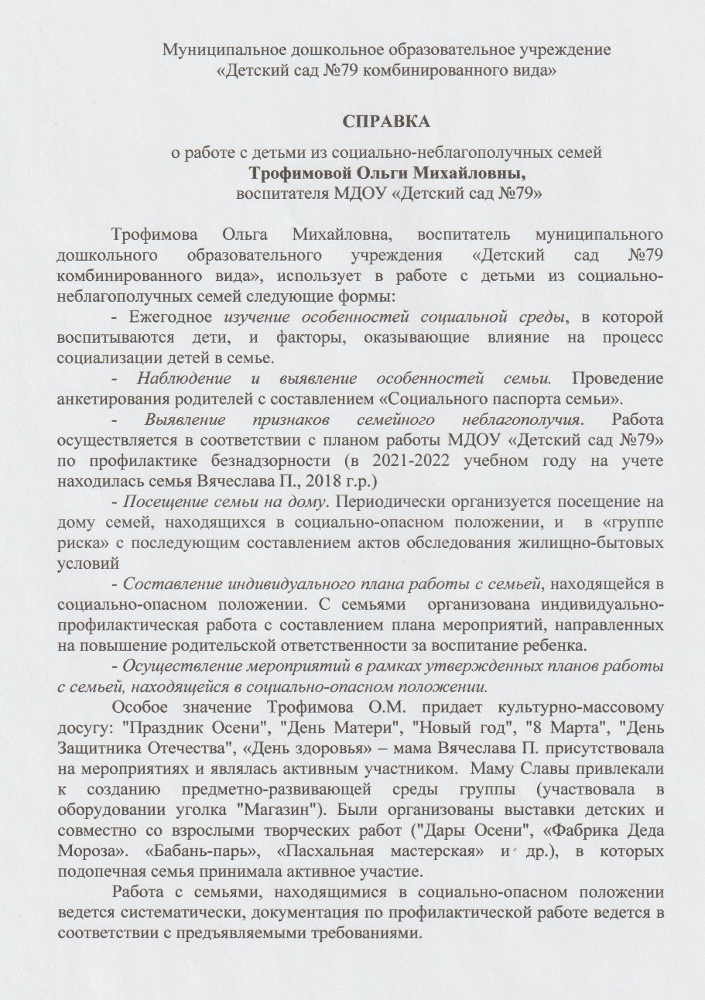 Муниципальное дошкольное образовательное учреждение
«Детский сад №79 комбинированного вида»
СПРАВКА
о работе с детьми из социально-неблагополучных семей
Трофимовой Ольги Михайловны,
воспитателя МДОУ «Детский сад №79»
Трофимова Ольга Михайловна, воспитатель муниципального
дошкольного образовательного учреждения «Детский сад №79
комбинированного вида», использует в работе с детьми из социально-
неблагополучных семей следующие формы:
- Ежегодное изучение особенностей социальной среды, в которой
воспитываются дети, и факторы, оказывающие влияние на процесс
социализации детей в семье.
- Наблюдение и выявление особенностей семьи. Проведение
анкетирования родителей с составлением «Социального паспорта семьи».
- Выявление признаков семейного неблагополучия. Работа
осуществляется в соответствии с планом работы МДОУ «Детский сад №79»
по профилактике безнадзорности (в 2021-2022 учебном году на учете
находилась семья Вячеслава П., 2018 г.р.)
- Посещение семьи на дому. Периодически организуется посещение на
дому семей, находящихся в социально-опасном положении, и в «группе
риска» с последующим составлением актов обследования жилищно-бытовых
условий
- Составление индивидуального плана работы с семьей, находящейся в
социально-опасном положении. С семьями организована индивидуально-
профилактическая работа с составлением плана мероприятий, направленных
на повышение родительской ответственности за воспитание ребенка.
- Осуществление мероприятий в рамках утвержденных планов работы
с семьей, находящейся в социально-опасном положении.
Особое значение Трофимова О.М. придает культурно-массовому
досугу: "Праздник Осени", "День Матери", "Новый год", "8 Марта", "День
Защитника Отечества", «День здоровья» – мама Вячеслава П. присутствовала
на мероприятиях и являлась активным участником. Маму Славы привлекали
к созданию предметно-развивающей среды группы (участвовала в
оборудовании уголка "Магазин"). Были организованы выставки детских и
совместно со взрослыми творческих работ ("Дары Осени", «Фабрика Деда
Мороза». «Бабань-парь», «Пасхальная мастерская» и др.), в которых
подопечная семья принимала активное участие.
Работа с семьями, находящимися в социально-опасном положении
ведется систематически, документация по профилактической работе ведется в
соответствии с предъявляемыми требованиями.